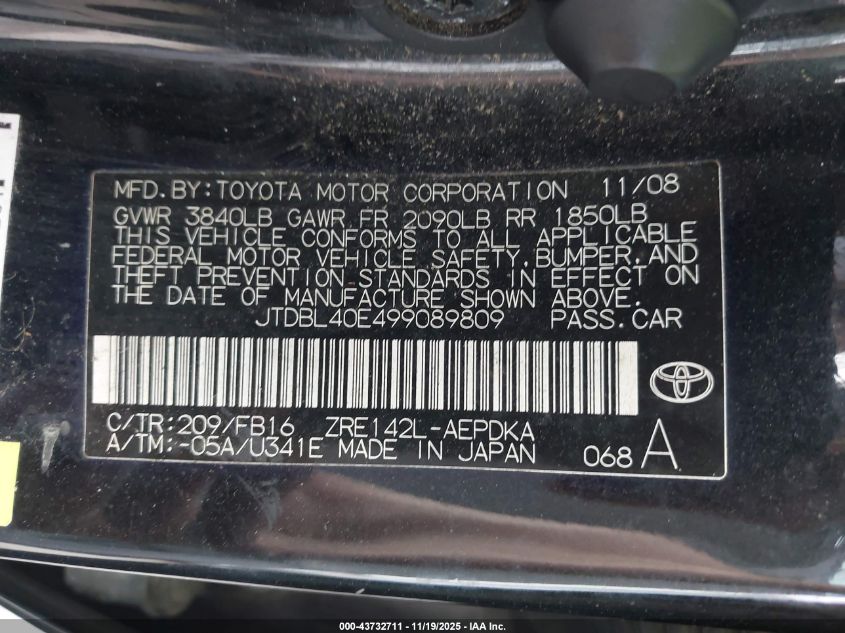 MFD.BY:TOYOTA MOTOR CORPORATION 11/08
GVWR 3840LB GAWR FR 2090LB RR 1850LB
THIS VEHICLE CONFORMS TO ALL APPLICABLE
FEDERAL MOTOR VEHICLE SAFETY,BUMPER,AND
THEFT PREVENTION STANDARDS IN EFFECT ON
THE DATE OF MANUFACTURE SHOWN ABOVE.
JTDBL40E499089809 PASS.CAR
C/TR:209/FB16 ZRE142L-AEPDKA
A/TM:-05A/U341E MADE IN JAPAN 068 A
000-43732711 - 11/19/2025 - IAA Inc.